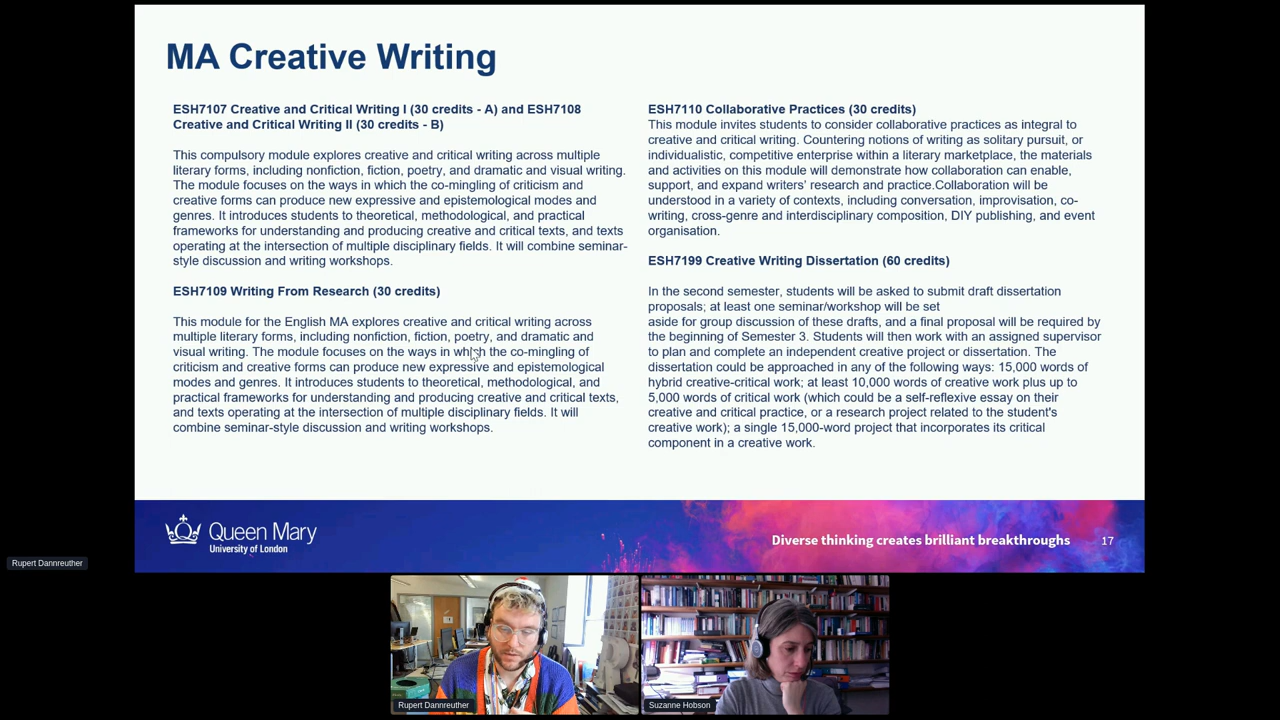 MA Creative Writing
ESH7107 Creative and Critical Writing I (30 credits - A) and ESH7108
Creative and Critical Writing II (30 credits - B)
This compulsory module explores creative and critical writing across multiple
literary forms, including nonfiction, fiction, poetry, and dramatic and visual writing.
The module focuses on the ways in which the co-mingling of criticism and
creative forms can produce new expressive and epistemological modes and
genres. It introduces students to theoretical, methodological, and practical
frameworks for understanding and producing creative and critical texts, and texts
operating at the intersection of multiple disciplinary fields. It will combine seminar-
style discussion and writing workshops.
ESH7109 Writing From Research (30 credits)
This module for the English MA explores creative and critical writing across
multiple literary forms, including nonfiction, fiction, poetry, and dramatic and
visual writing. The module focuses on the ways in which the co-mingling of
criticism and creative forms can produce new expressive and epistemological
modes and genres. It introduces students to theoretical, methodological, and
practical frameworks for understanding and producing creative and critical texts,
and texts operating at the intersection of multiple disciplinary fields. It will
combine seminar-style discussion and writing workshops.
ESH7110 Collaborative Practices (30 credits)
This module invites students to consider collaborative practices as integral to
creative and critical writing. Countering notions of writing as solitary pursuit, or
individualistic, competitive enterprise within a literary marketplace, the materials
and activities on this module will demonstrate how collaboration can enable,
support, and expand writers' research and practice.Collaboration will be
understood in a variety of contexts, including conversation, improvisation, co-
writing, cross-genre and interdisciplinary composition, DIY publishing, and event
organisation.
ESH7199 Creative Writing Dissertation (60 credits)
In the second semester, students will be asked to submit draft dissertation
proposals; at least one seminar/workshop will be set
aside for group discussion of these drafts, and a final proposal will be required by
the beginning of Semester 3. Students will then work with an assigned supervisor
to plan and complete an independent creative project or dissertation. The
dissertation could be approached in any of the following ways: 15,000 words of
hybrid creative-critical work; at least 10,000 words of creative work plus up to
5,000 words of critical work (which could be a self-reflexive essay on their
creative and critical practice, or a research project related to the student's
creative work); a single 15,000-word project that incorporates its critical
component in a creative work.
Queen Mary
University of London
Diverse thinking creates brilliant breakthroughs
17
Rupert Dannreuther
Rupert Dannreuther
Suzanne Hobson